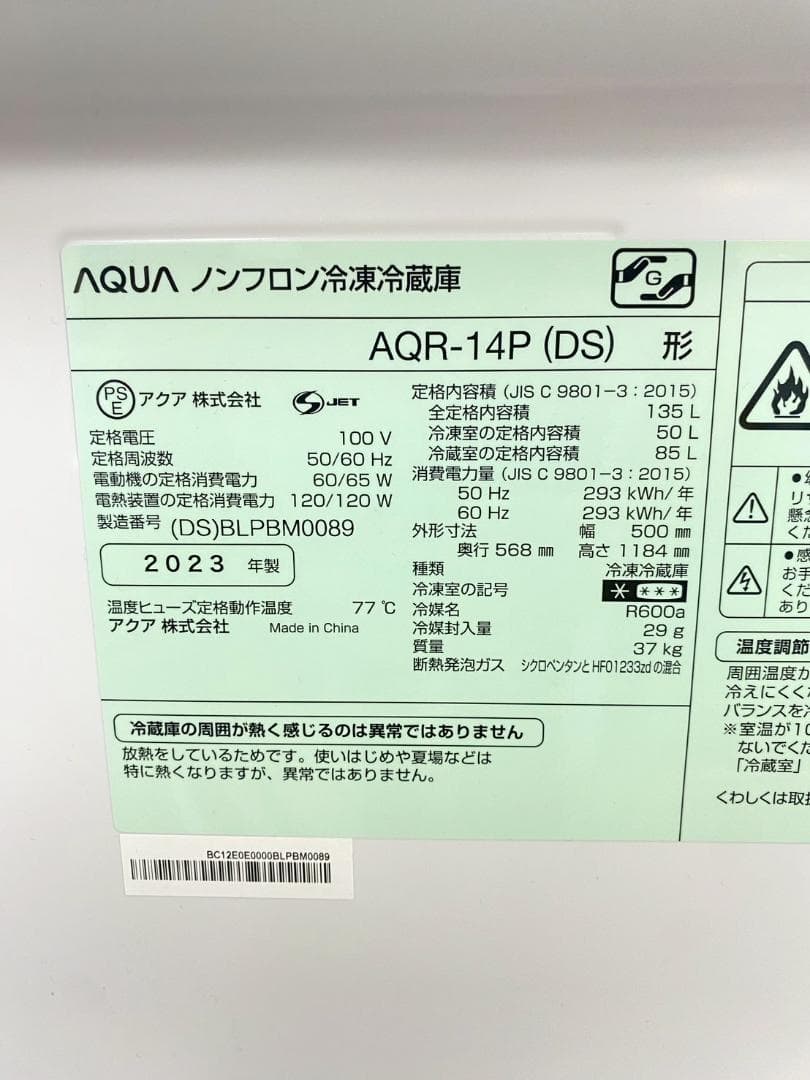 AQUA ノンフロン冷凍冷蔵庫
G
AQR-14P (DS) 形
PS E アクア 株式会社 S JET
定格電圧 100 V
定格周波数 50/60 Hz
電動機の定格消費電力 60/65 W
電熱装置の定格消費電力 120/120 W
製造番号 (DS)BLPBM0089
2023 年製
温度ヒューズ定格動作温度 77 ℃
アクア 株式会社 Made in China
定格内容積 (JIS C 9801-3:2015)
全定格内容積 135 L
冷凍室の定格内容積 50 L
冷蔵室の定格内容積 85 L
消費電力量 (JIS C 9801-3:2015)
50 Hz 293 kWh/年
60 Hz 293 kWh/年
外形寸法 幅 500 ㎜
奥行 568 ㎜ 高さ 1184 ㎜
種類 冷凍冷蔵庫
冷凍室の記号 * ***
冷媒名 R600a
冷媒封入量 29 g
質量 37 kg
断熱発泡ガス シクロペンタンとHFO1233zdの混合
冷蔵庫の周囲が熱く感じるのは異常ではありません
放熱をしているためです。使いはじめや夏場などは
特に熱くなりますが、異常ではありません。
BC12E0E0000BLPBM0089
リサ
懸念
くだ
●感
お手
くだ
あり
温度調節
周囲温度が
冷えにくく
バランスを
※室温が10
ないでくだ
「冷蔵室」
くわしくは取扱